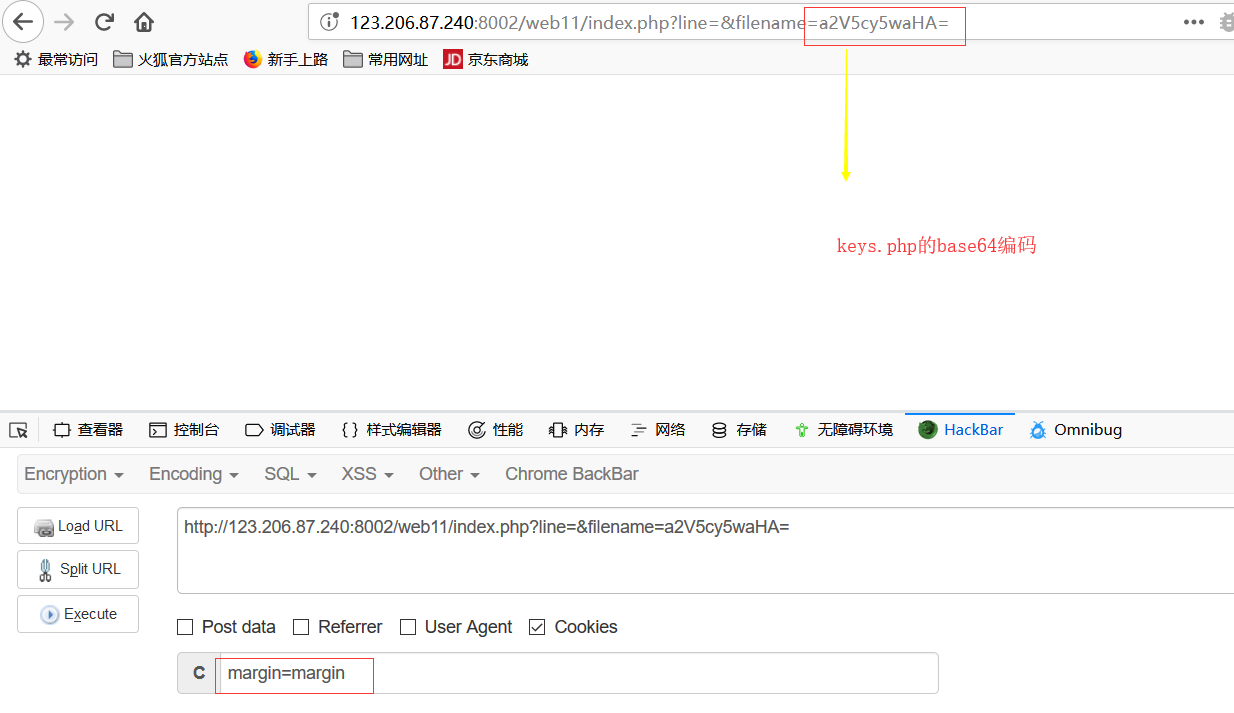 123.206.87.240:8002/web11/index.php?line=&filename=a2V5cy5waHA=
最常访问 火狐官方站点 新手上路 常用网址 JD 京东商城
keys.php的base64编码
查看器 控制台 调试器 {} 样式编辑器 性能 内存 网络 存储 无障碍环境 HackBar Omnibug
Encryption Encoding SQL XSS Other Chrome BackBar
Load URL
http://123.206.87.240:8002/web11/index.php?line=&filename=a2V5cy5waHA=
Split URL
Execute
Post data Referrer User Agent Cookies
C margin=margin